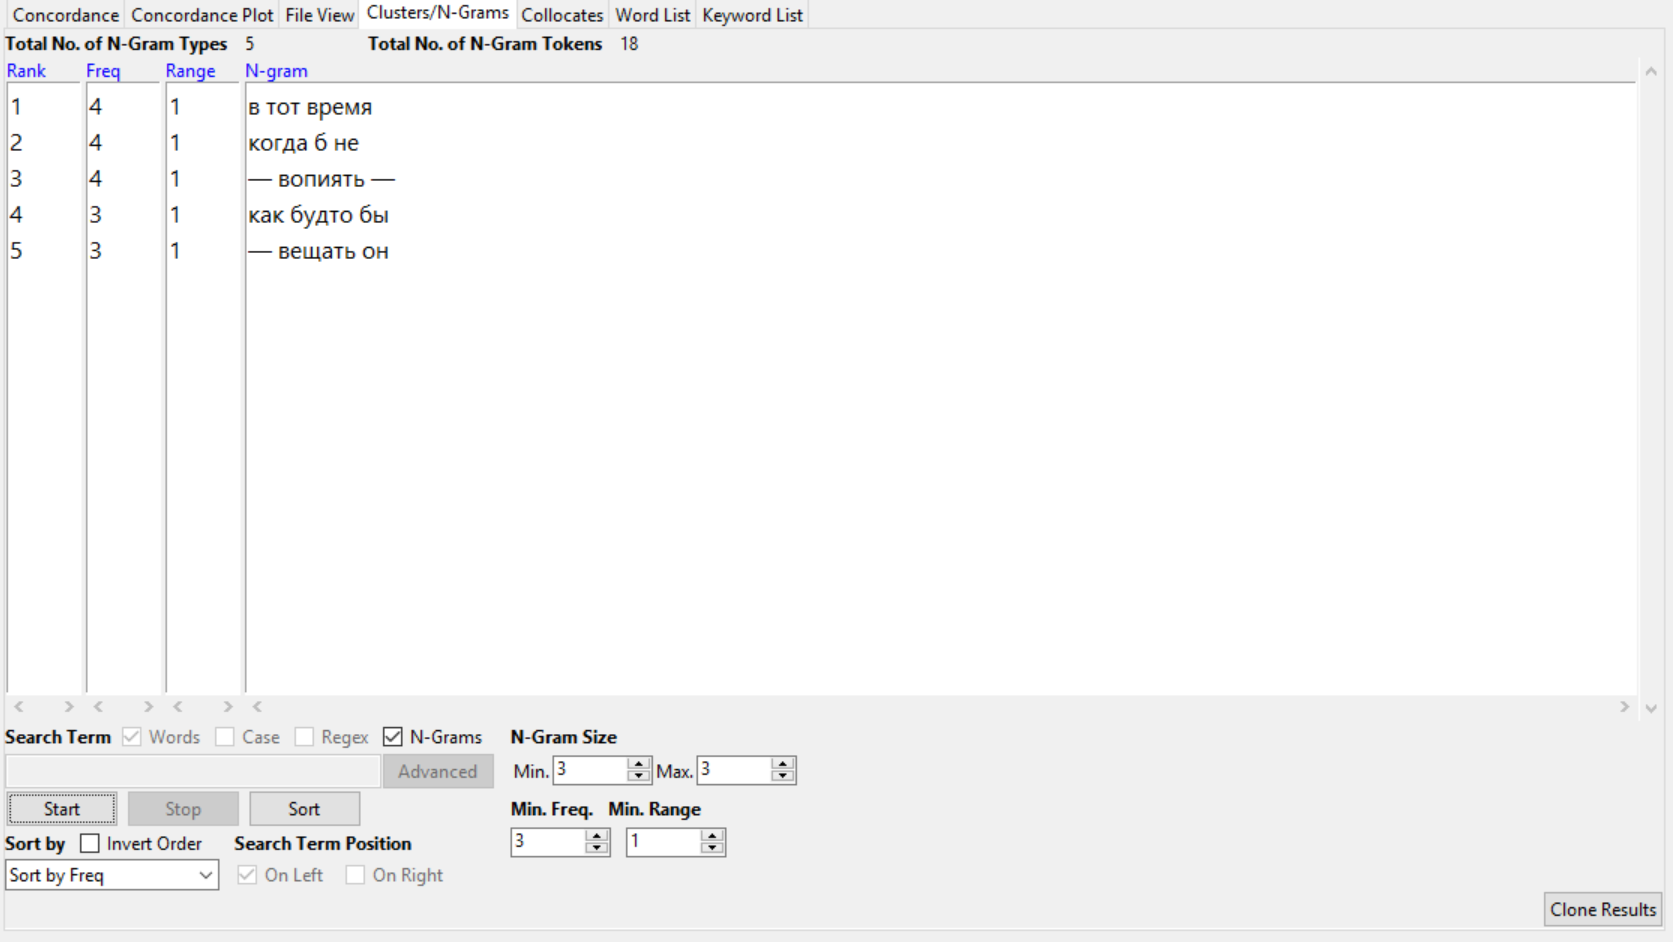 Concordance Concordance Plot File View Clusters/N-Grams Collocates Word List Keyword List
Total No. of N-Gram Types 5 Total No. of N-Gram Tokens 18
Rank Freq Range N-gram
1 4 1 в тот время
2 4 1 когда б не
3 4 1 — вопиять —
4 3 1 как будто бы
5 3 1 — вещать он
Search Term Words Case Regex N-Grams N-Gram Size
Advanced Min. 3 Max. 3
Start Stop Sort Min. Freq. Min. Range
3 1
Sort by Invert Order Search Term Position
Sort by Freq On Left On Right
Clone Results